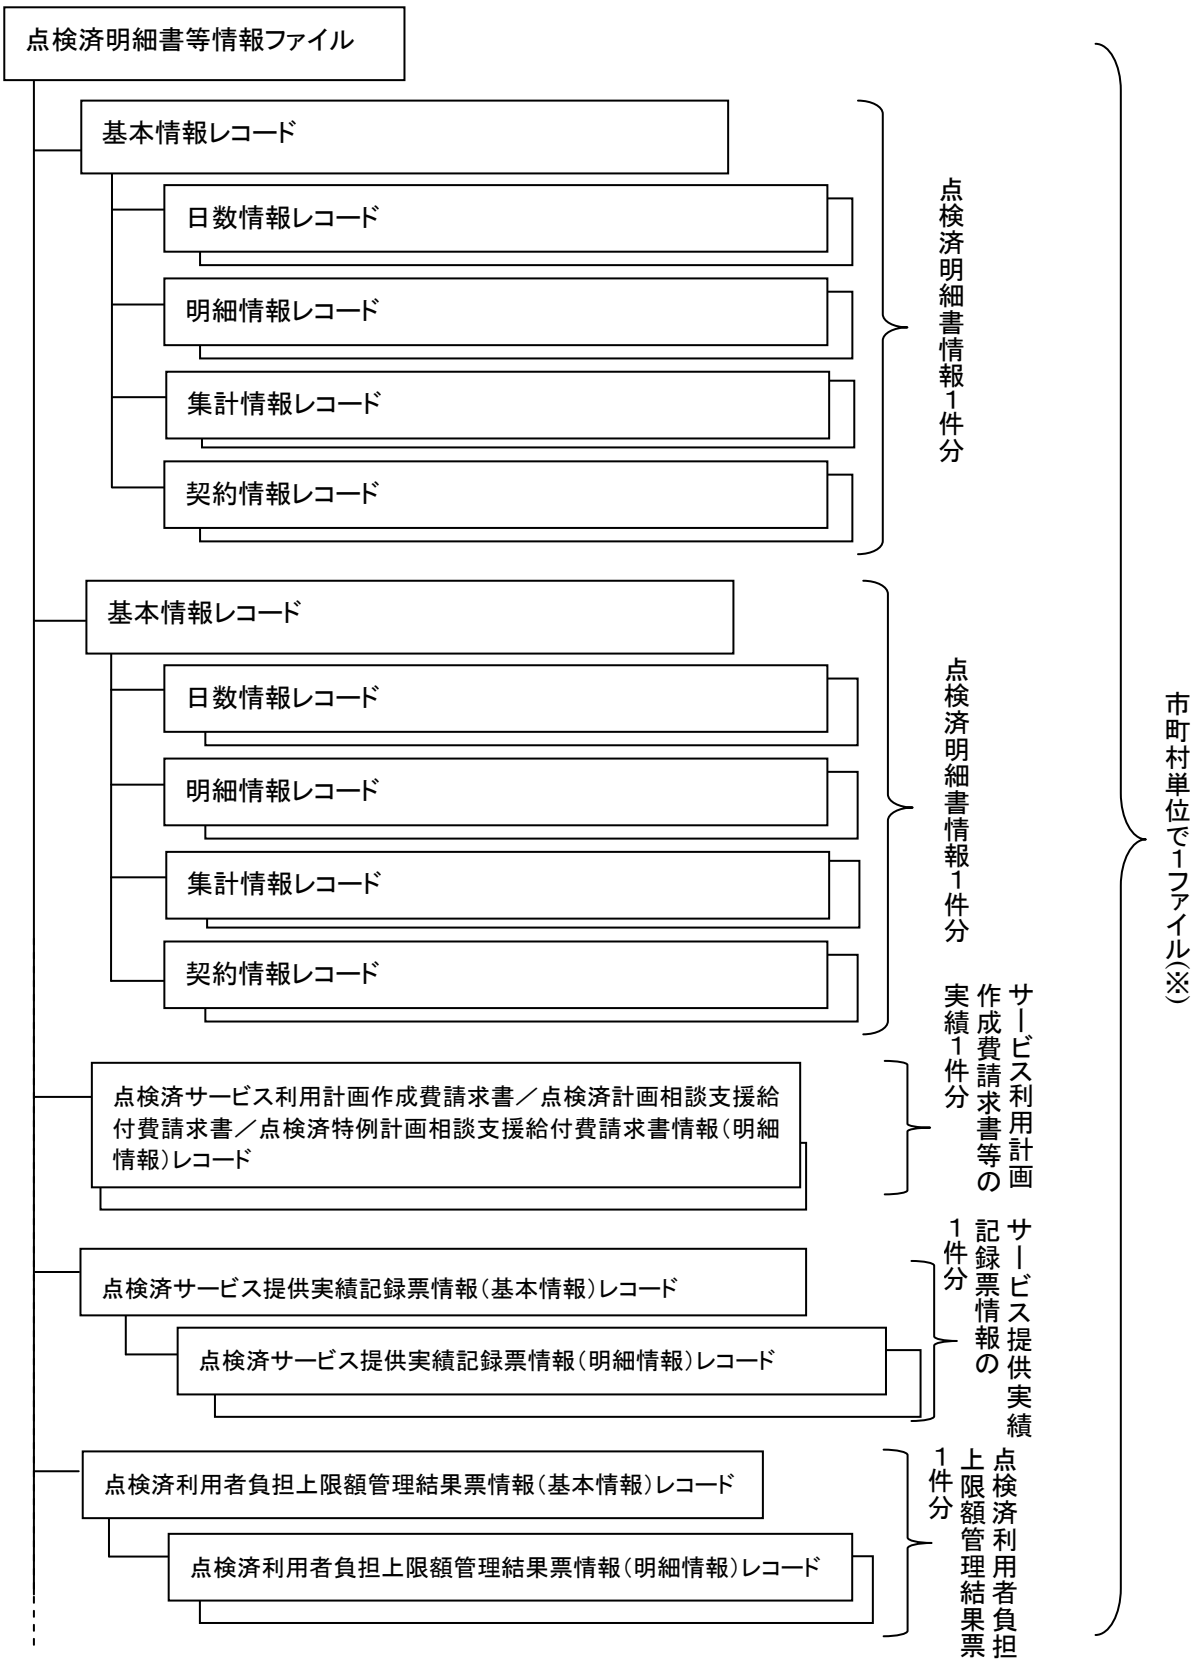 点検済明細書等情報ファイル
基本情報レコード
日数情報レコード
明細情報レコード
集計情報レコード
契約情報レコード
点検済明細書情報1件分
基本情報レコード
日数情報レコード
明細情報レコード
集計情報レコード
契約情報レコード
点検済明細書情報1件分
点検済サービス利用計画作成費請求書／点検済計画相談支援給
付費請求書／点検済特例計画相談支援給付費請求書情報(明細
情報)レコード
サービス利用計画
作成費請求書等の
実績1件分
点検済サービス提供実績記録票情報(基本情報)レコード
点検済サービス提供実績記録票情報(明細情報)レコード
サービス提供実績
記録票情報の
1件分
点検済利用者負担上限額管理結果票情報(基本情報)レコード
点検済利用者負担上限額管理結果票情報(明細情報)レコード
点検済利用者負担
上限額管理結果票
1件分
市町村単位で1ファイル(※)